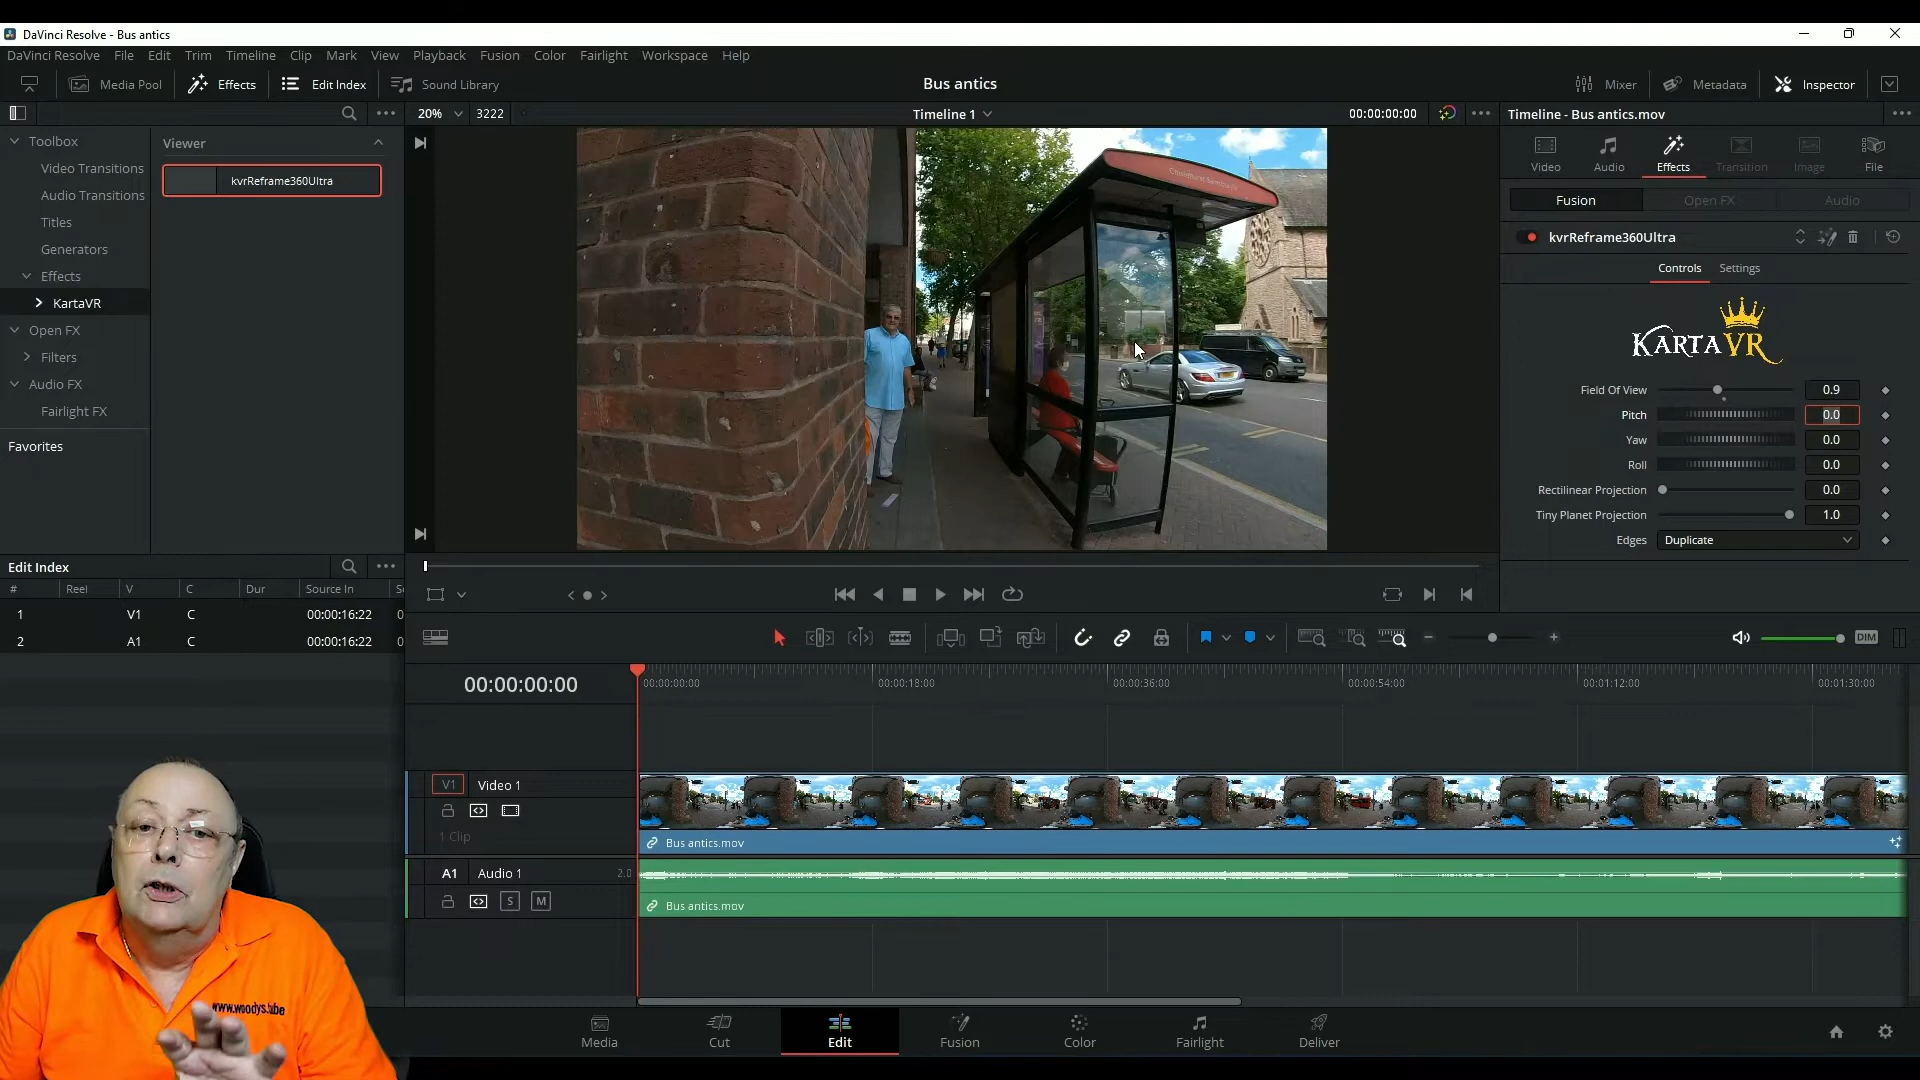 DaVinci Resolve - Bus antics
DaVinci Resolve File Edit Trim Timeline Clip Mark View Playback Fusion Color Fairlight Workspace Help
Media Pool Effects Edit Index Sound Library Bus antics Mixer Metadata Inspector
20% 3222 Timeline 1 00:00:00:00 Timeline - Bus antics.mov
Toolbox
Video Transitions
Audio Transitions
Titles
Generators
Effects
KartaVR
Open FX
Filters
Audio FX
Fairlight FX
Favorites
Viewer
kvrReframe360Ultra
Video Audio Effects Transition Image File
Fusion Open FX Audio
kvrReframe360Ultra
Controls Settings
KARTAVR
Field Of View 0.9
Pitch 0.0
Yaw 0.0
Roll 0.0
Rectilinear Projection 0.0
Tiny Planet Projection 1.0
Edges Duplicate
Edit Index
# Reel V C Dur Source In
1 V1 C 00:00:16:22 0
2 A1 C 00:00:16:22 0
DIM
00:00:00:00
00:00:00:00 00:00:18:00 00:00:36:00 00:00:54:00 00:01:12:00 00:01:30:00
V1 Video 1
1 Clip
Bus antics.mov
A1 Audio 1 2.0
S M
Bus antics.mov
www.woodys.tube
Media Cut Edit Fusion Color Fairlight Deliver